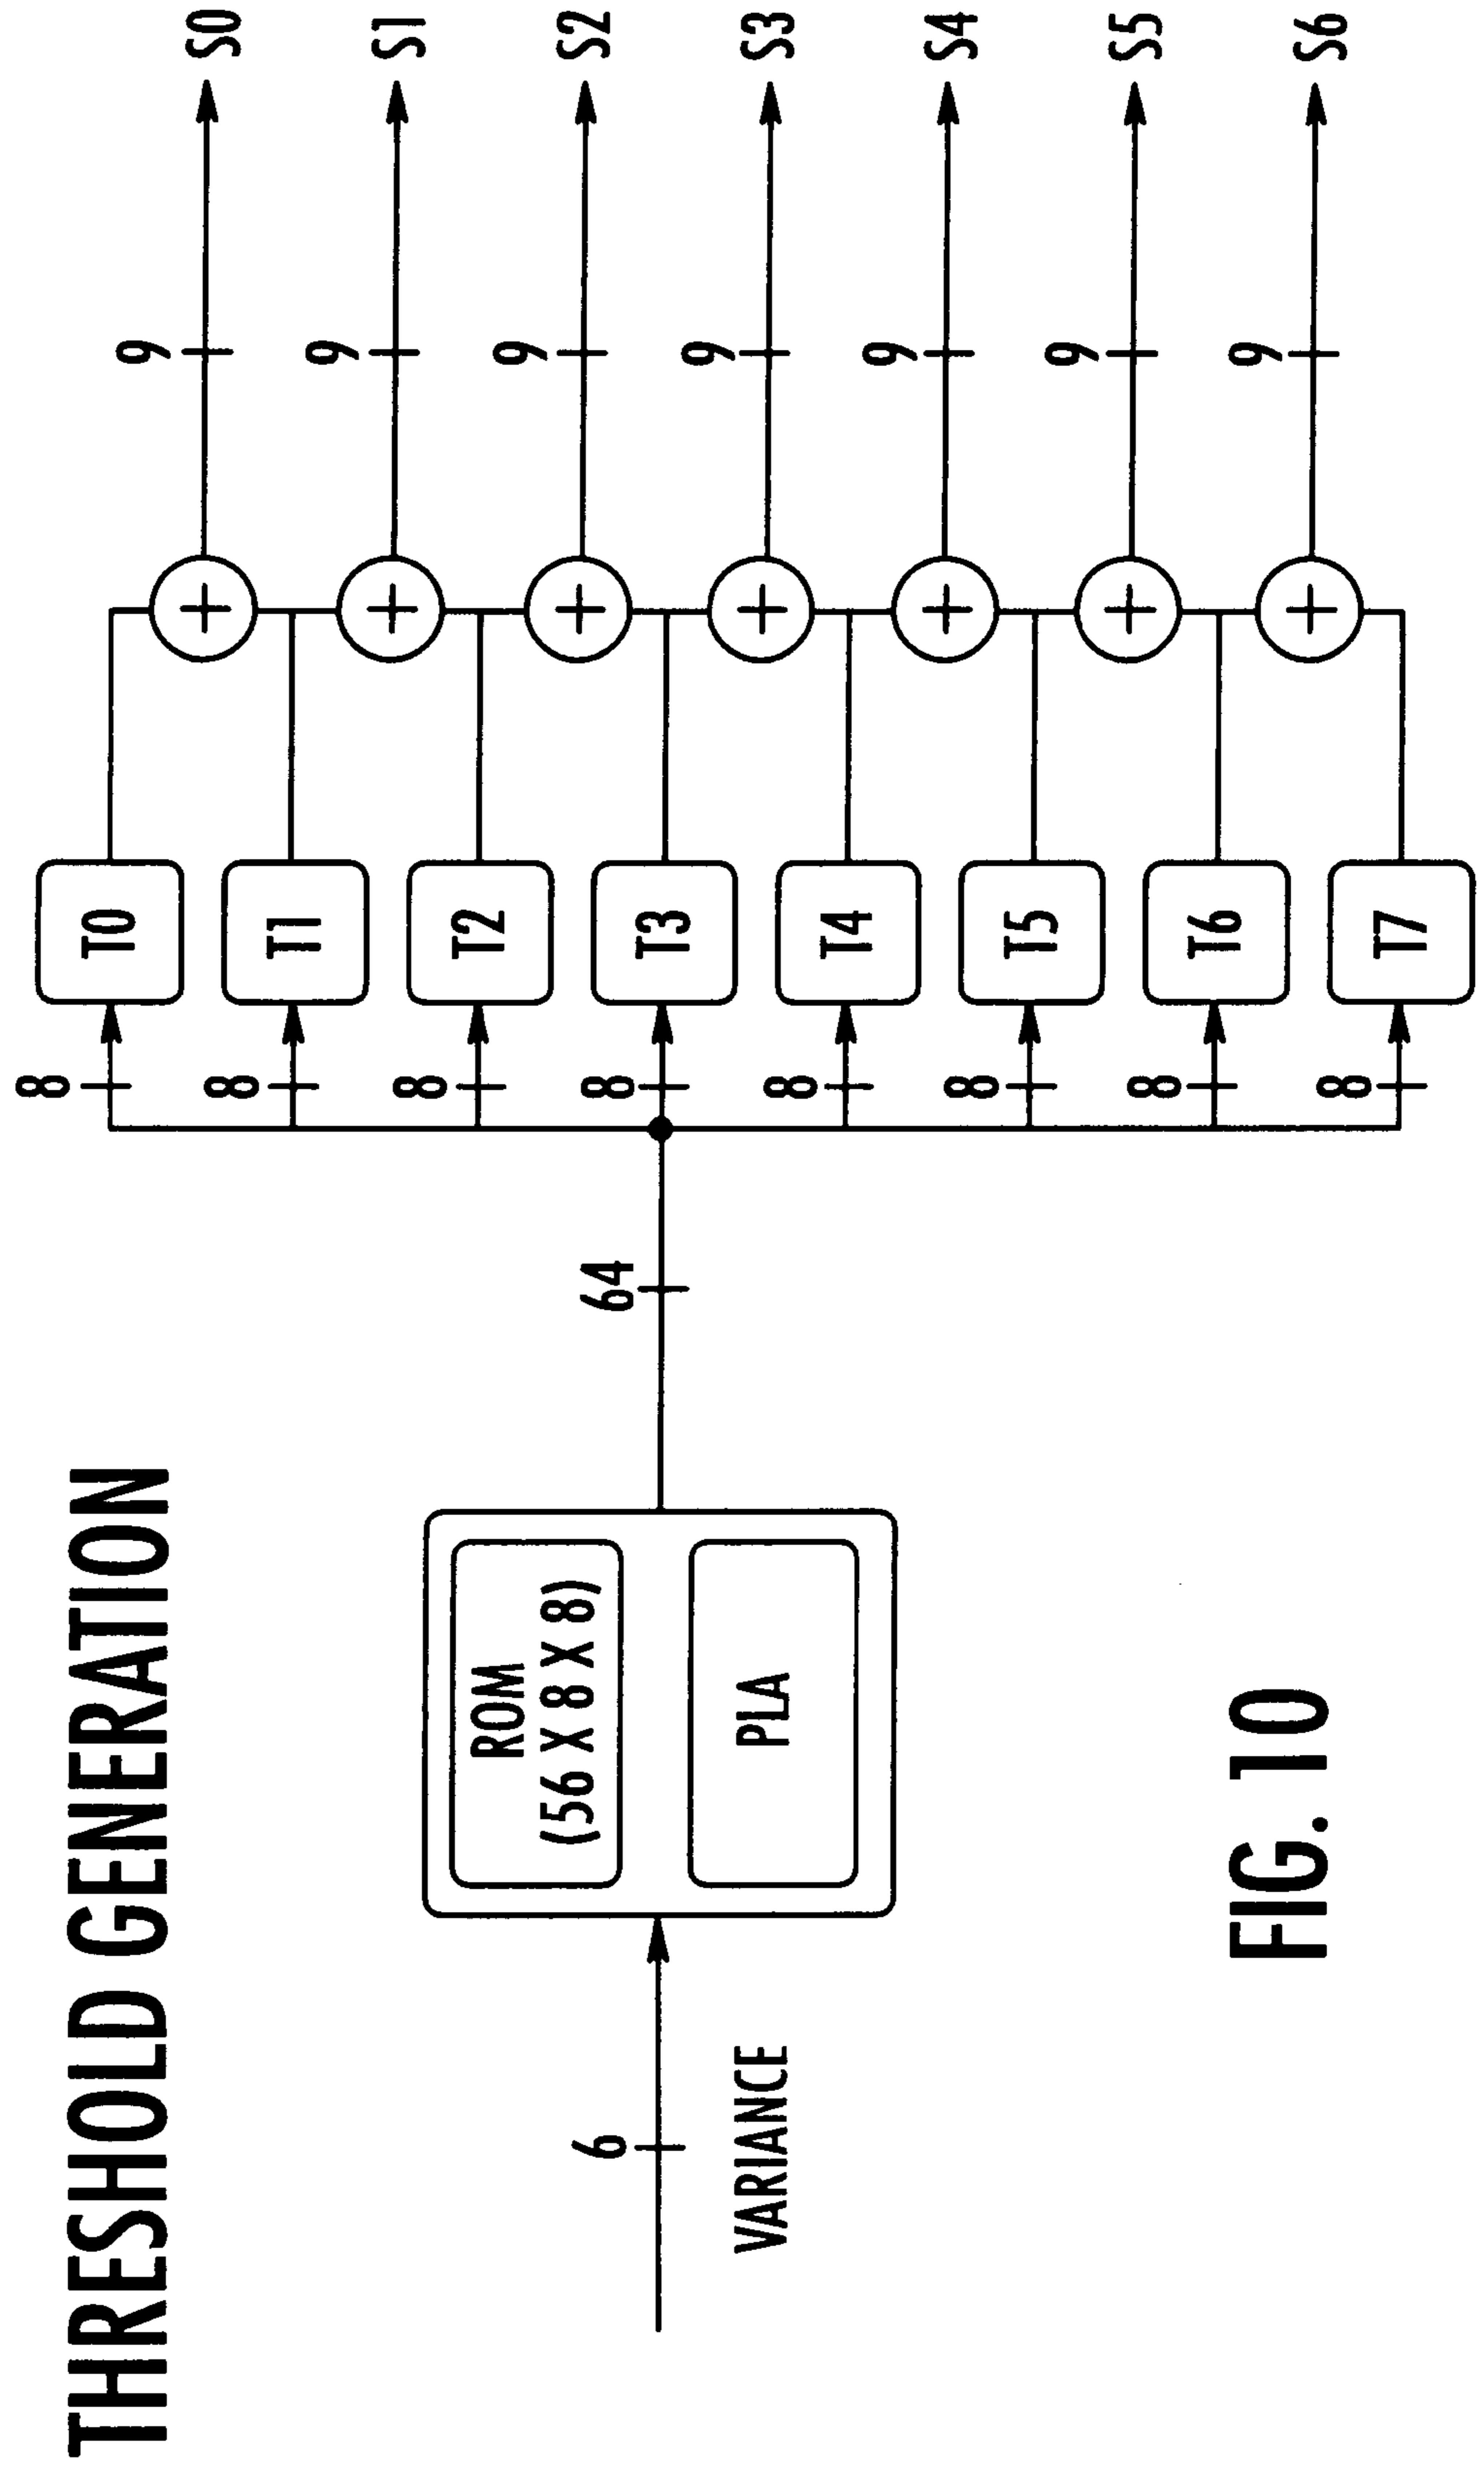 THRESHOLD GENERATION
6
VARIANCE
ROM
(56 X 8 X 8)
PLA
64
8
8
8
8
8
8
8
8
T0
T1
T2
T3
T4
T5
T6
T7
+
+
+
+
+
+
+
9
9
9
9
9
9
9
S0
S1
S2
S3
S4
S5
S6
FIG. 10